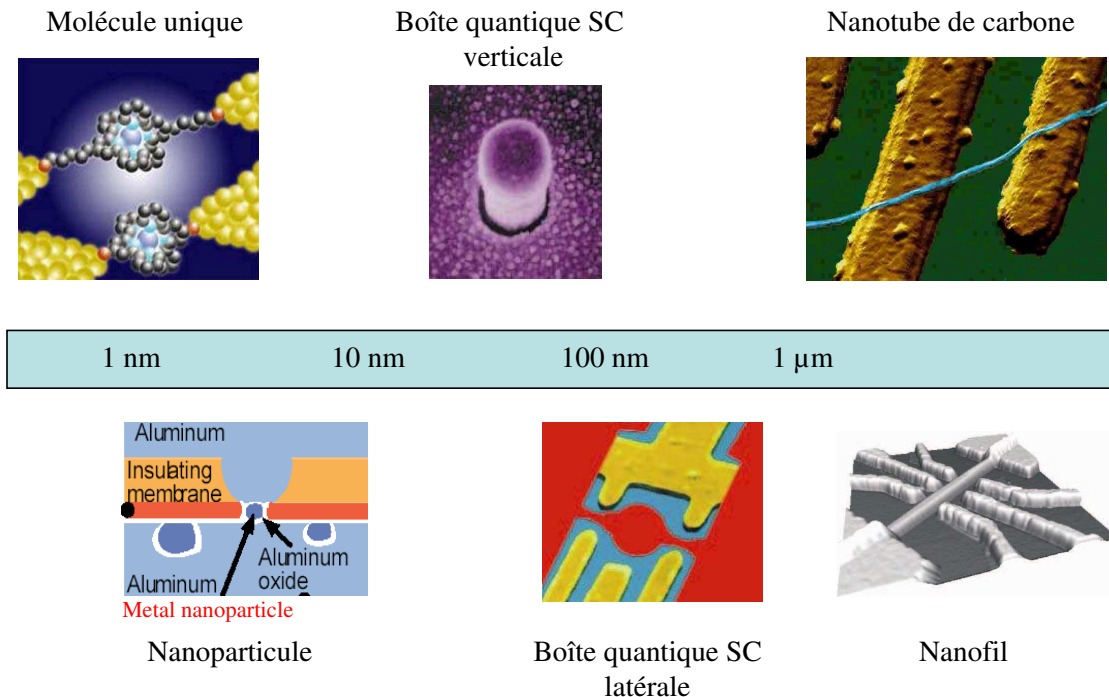 Molécule unique
Boîte quantique SC
verticale
Nanotube de carbone
1 nm
10 nm
100 nm
1 µm
Aluminum
Insulating
membrane
Aluminum
Aluminum
oxide
Metal nanoparticle
Nanoparticule
Boîte quantique SC
latérale
Nanofil